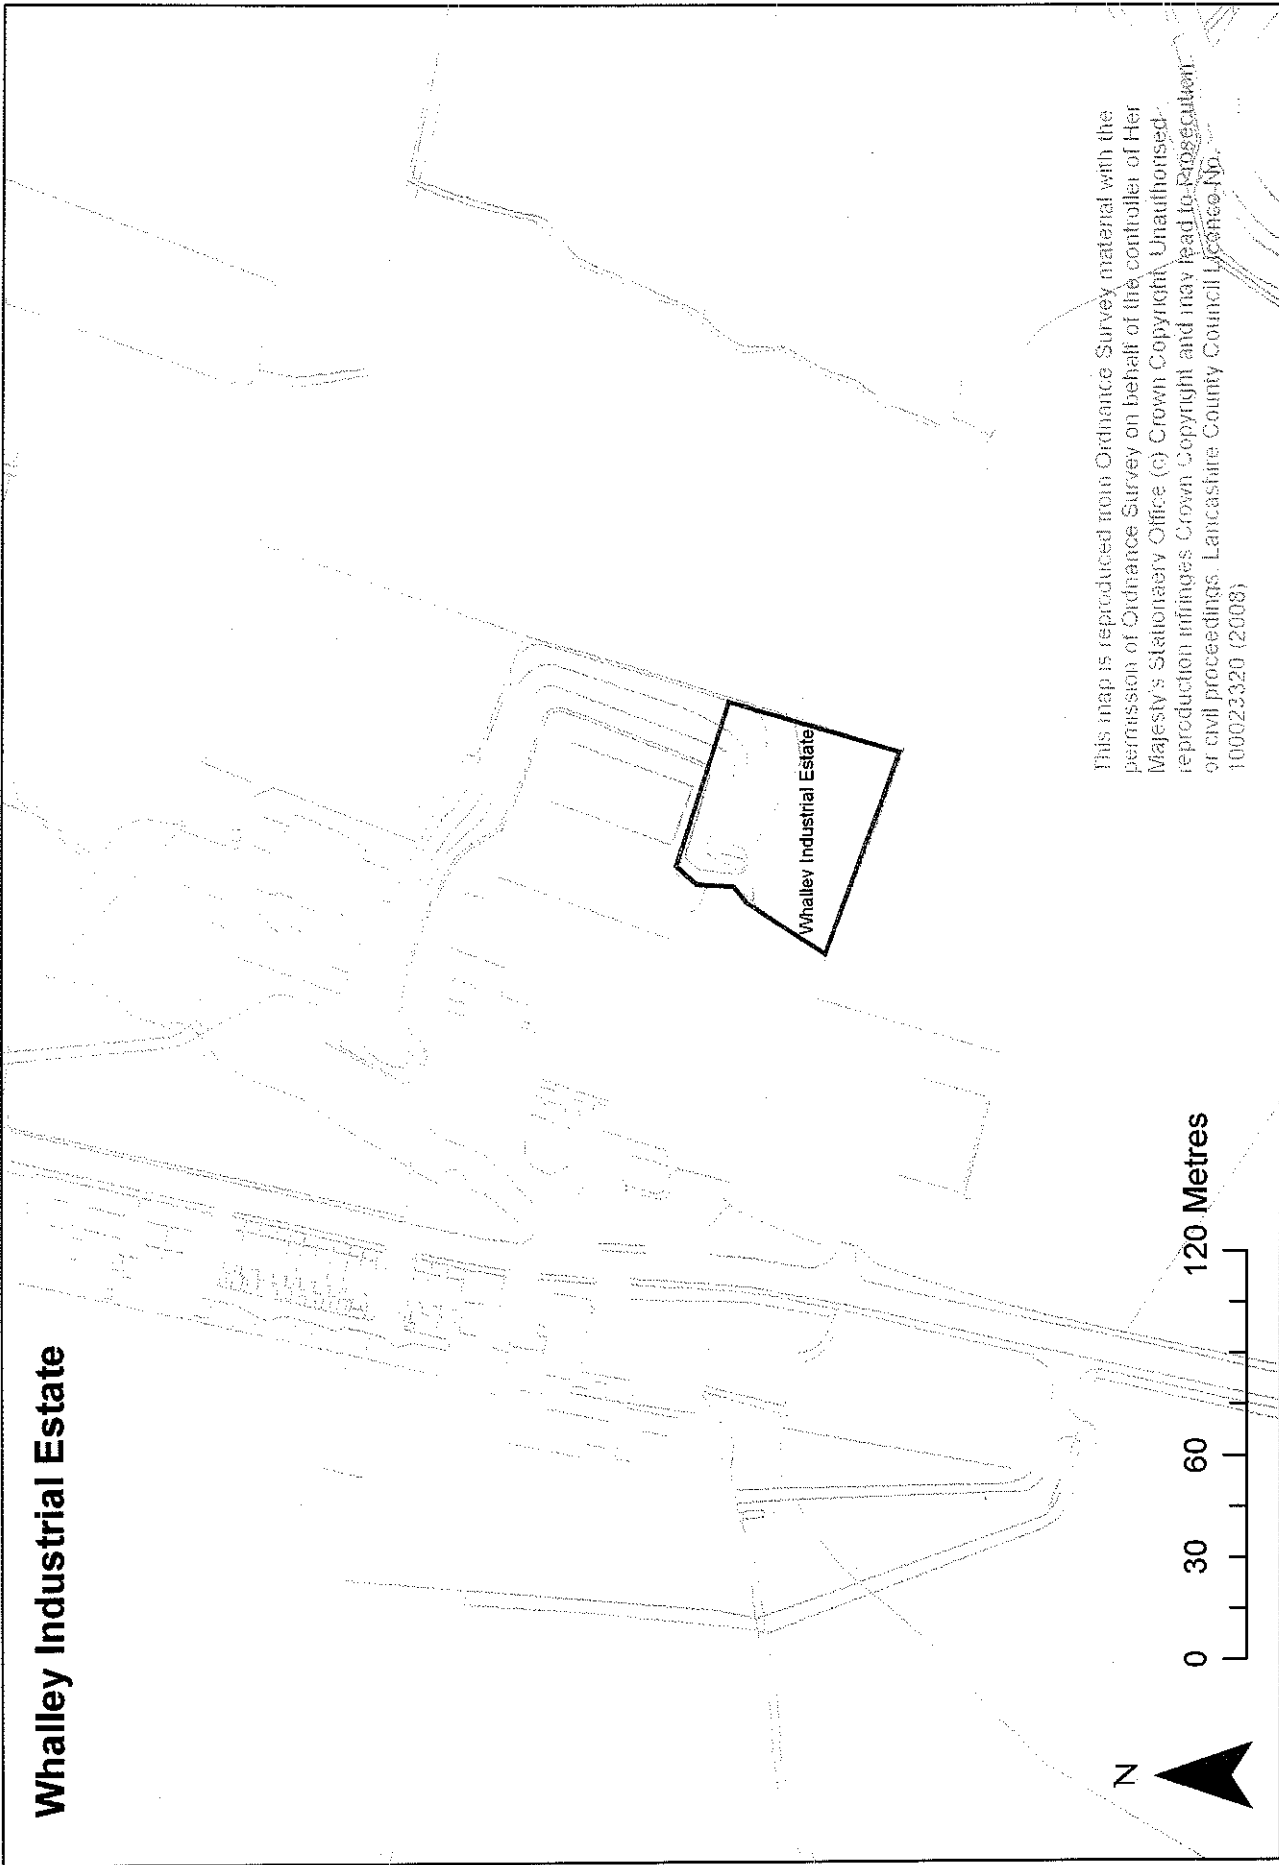 Whalley Industrial Estate
Whalley Industrial Estate
N
0 30 60 120 Metres
This map is reproduced from Ordnance Survey material with the
permission of Ordnance Survey on behalf of the controller of Her
Majesty's Stationaery Office (c) Crown Copyright. Unauthorised
reproduction infringes Crown Copyright and may lead to Prosecution
or civil proceedings. Lancashire County Council Licence No.
100023320 (2008)